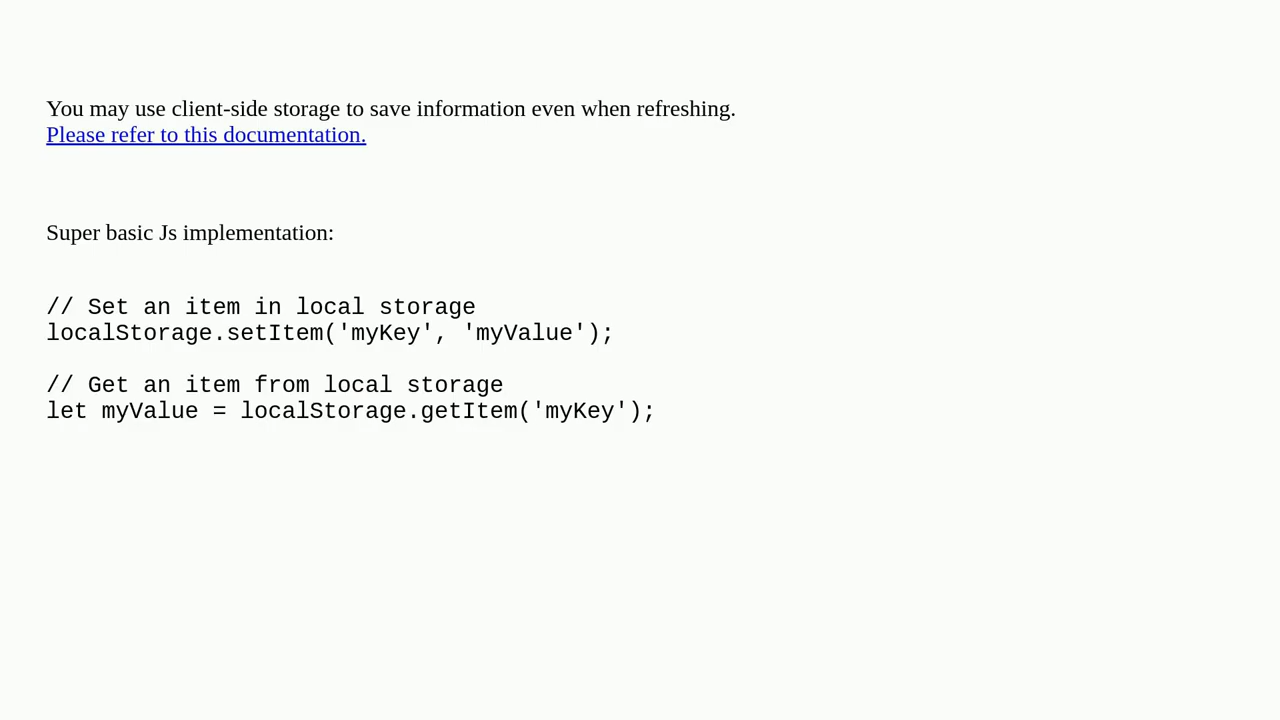 You may use client-side storage to save information even when refreshing.
Please refer to this documentation.
Super basic Js implementation:
// Set an item in local storage
localStorage.setItem('myKey', 'myValue');
// Get an item from local storage
let myValue = localStorage.getItem('myKey');